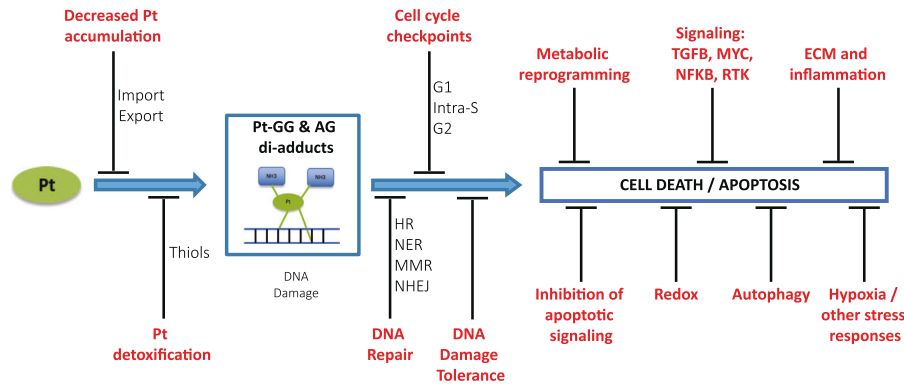 Decreased Pt
accumulation
Import
Export
Pt
Thiols
Pt
detoxification
Pt-GG & AG
di-adducts
NH3
NH3
Pt
DNA
Damage
Cell cycle
checkpoints
G1
Intra-S
G2
HR
NER
MMR
NHEJ
DNA
Repair
DNA
Damage
Tolerance
Metabolic
reprogramming
Signaling:
TGFB, MYC,
NFKB, RTK
ECM and
inflammation
CELL DEATH / APOPTOSIS
Inhibition of
apoptotic
signaling
Redox
Autophagy
Hypoxia /
other stress
responses